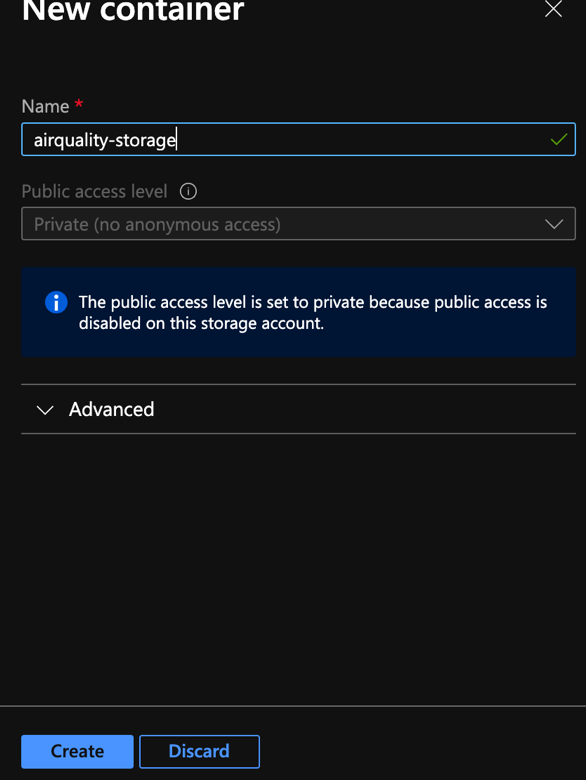 New container
Name *
airquality-storage
Public access level
Private (no anonymous access)
The public access level is set to private because public access is
disabled on this storage account.
Advanced
Create
Discard